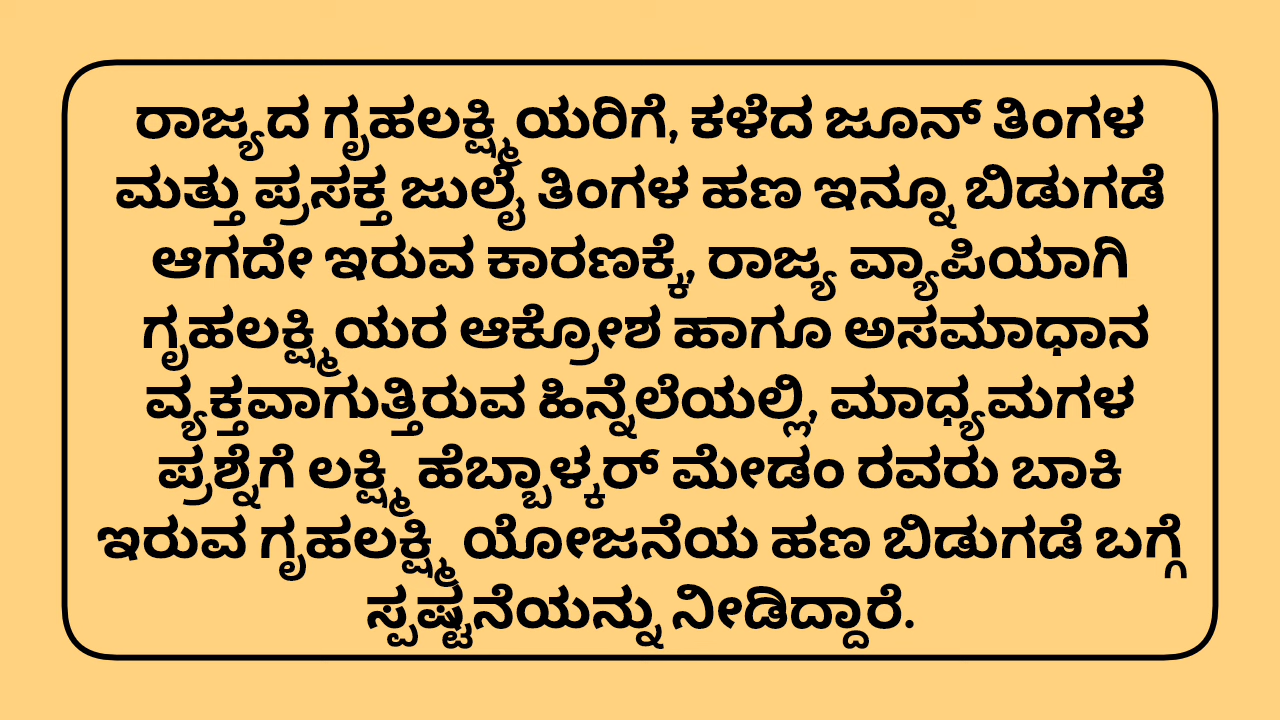 ರಾಜ್ಯದ ಗೃಹಲಕ್ಷ್ಮಿಯರಿಗೆ, ಕಳೆದ ಜೂನ್ ತಿಂಗಳ
ಮತ್ತು ಪ್ರಸಕ್ತ ಜುಲೈ ತಿಂಗಳ ಹಣ ಇನ್ನೂ ಬಿಡುಗಡೆ
ಆಗದೇ ಇರುವ ಕಾರಣಕ್ಕೆ, ರಾಜ್ಯ ವ್ಯಾಪಿಯಾಗಿ
ಗೃಹಲಕ್ಷ್ಮಿಯರ ಆಕ್ರೋಶ ಹಾಗೂ ಅಸಮಾಧಾನ
ವ್ಯಕ್ತವಾಗುತ್ತಿರುವ ಹಿನ್ನೆಲೆಯಲ್ಲಿ, ಮಾಧ್ಯಮಗಳ
ಪ್ರಶ್ನೆಗೆ ಲಕ್ಷ್ಮಿ ಹೆಬ್ಬಾಳ್ಕರ್ ಮೇಡಂ ರವರು ಬಾಕಿ
ಇರುವ ಗೃಹಲಕ್ಷ್ಮಿ ಯೋಜನೆಯ ಹಣ ಬಿಡುಗಡೆ ಬಗ್ಗೆ
ಸ್ಪಷ್ಟನೆಯನ್ನು ನೀಡಿದ್ದಾರೆ.